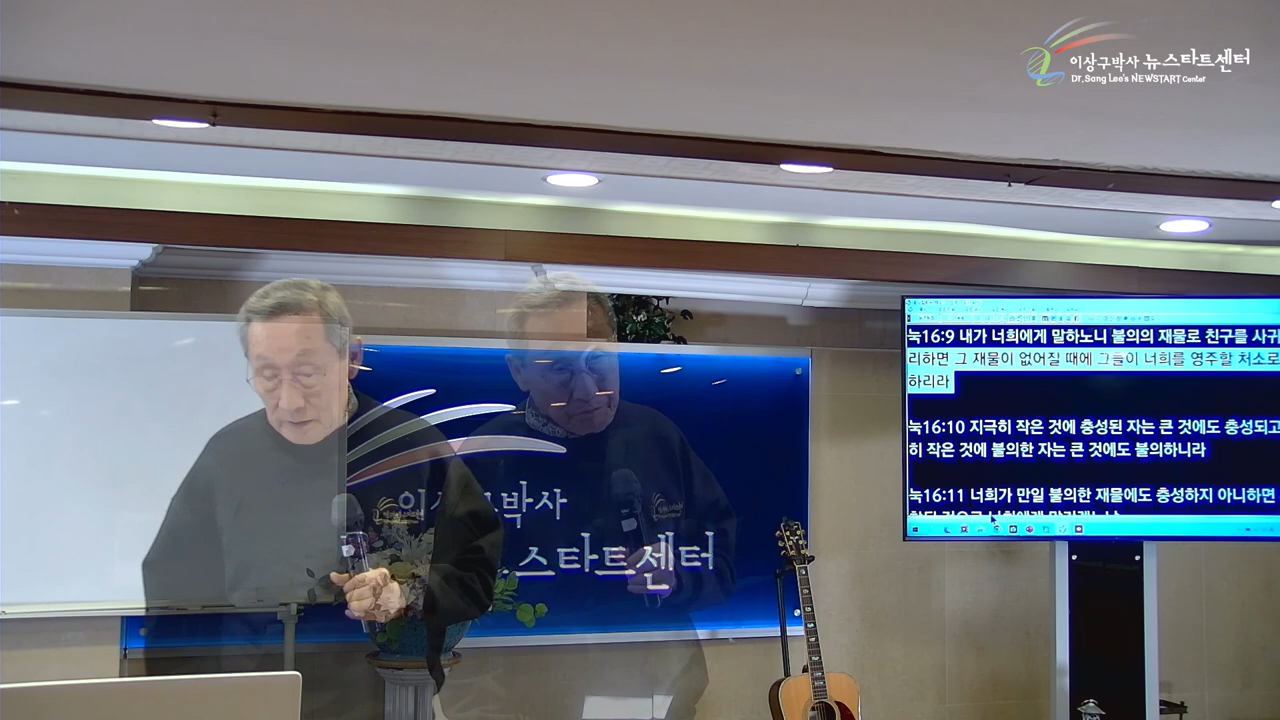 이상구박사 뉴스타트센터
Dr. Sang Lee's NEWSTART Center
눅16:9 내가 너희에게 말하노니 불의의 재물로 친구를 사귀
리하면 그 재물이 없어질 때에 그들이 너희를 영주할 처소로
하리라
눅16:10 지극히 작은 것에 충성된 자는 큰 것에도 충성되고
히 작은 것에 불의한 자는 큰 것에도 불의하니라
눅16:11 너희가 만일 불의한 재물에도 충성하지 아니하면
이상구박사
뉴스타트센터